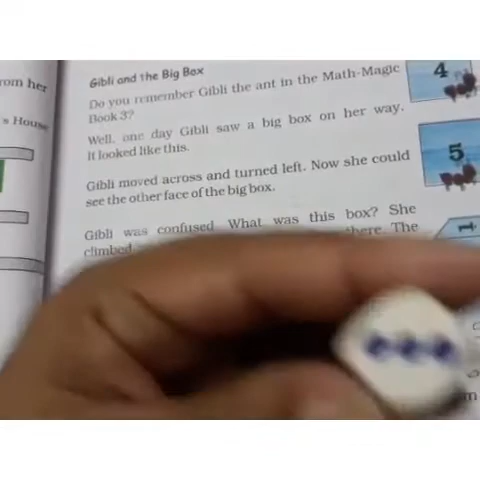 rom her
's House
Gibli and the Big Box
Do you remember Gibli the ant in the Math-Magic
Book 3?
Well, one day Gibli saw a big box on her way.
It looked like this.
Gibli moved across and turned left. Now she could
see the other face of the big box.
Gibli was confused. What was this box? She
climbed there. The
4
5
1